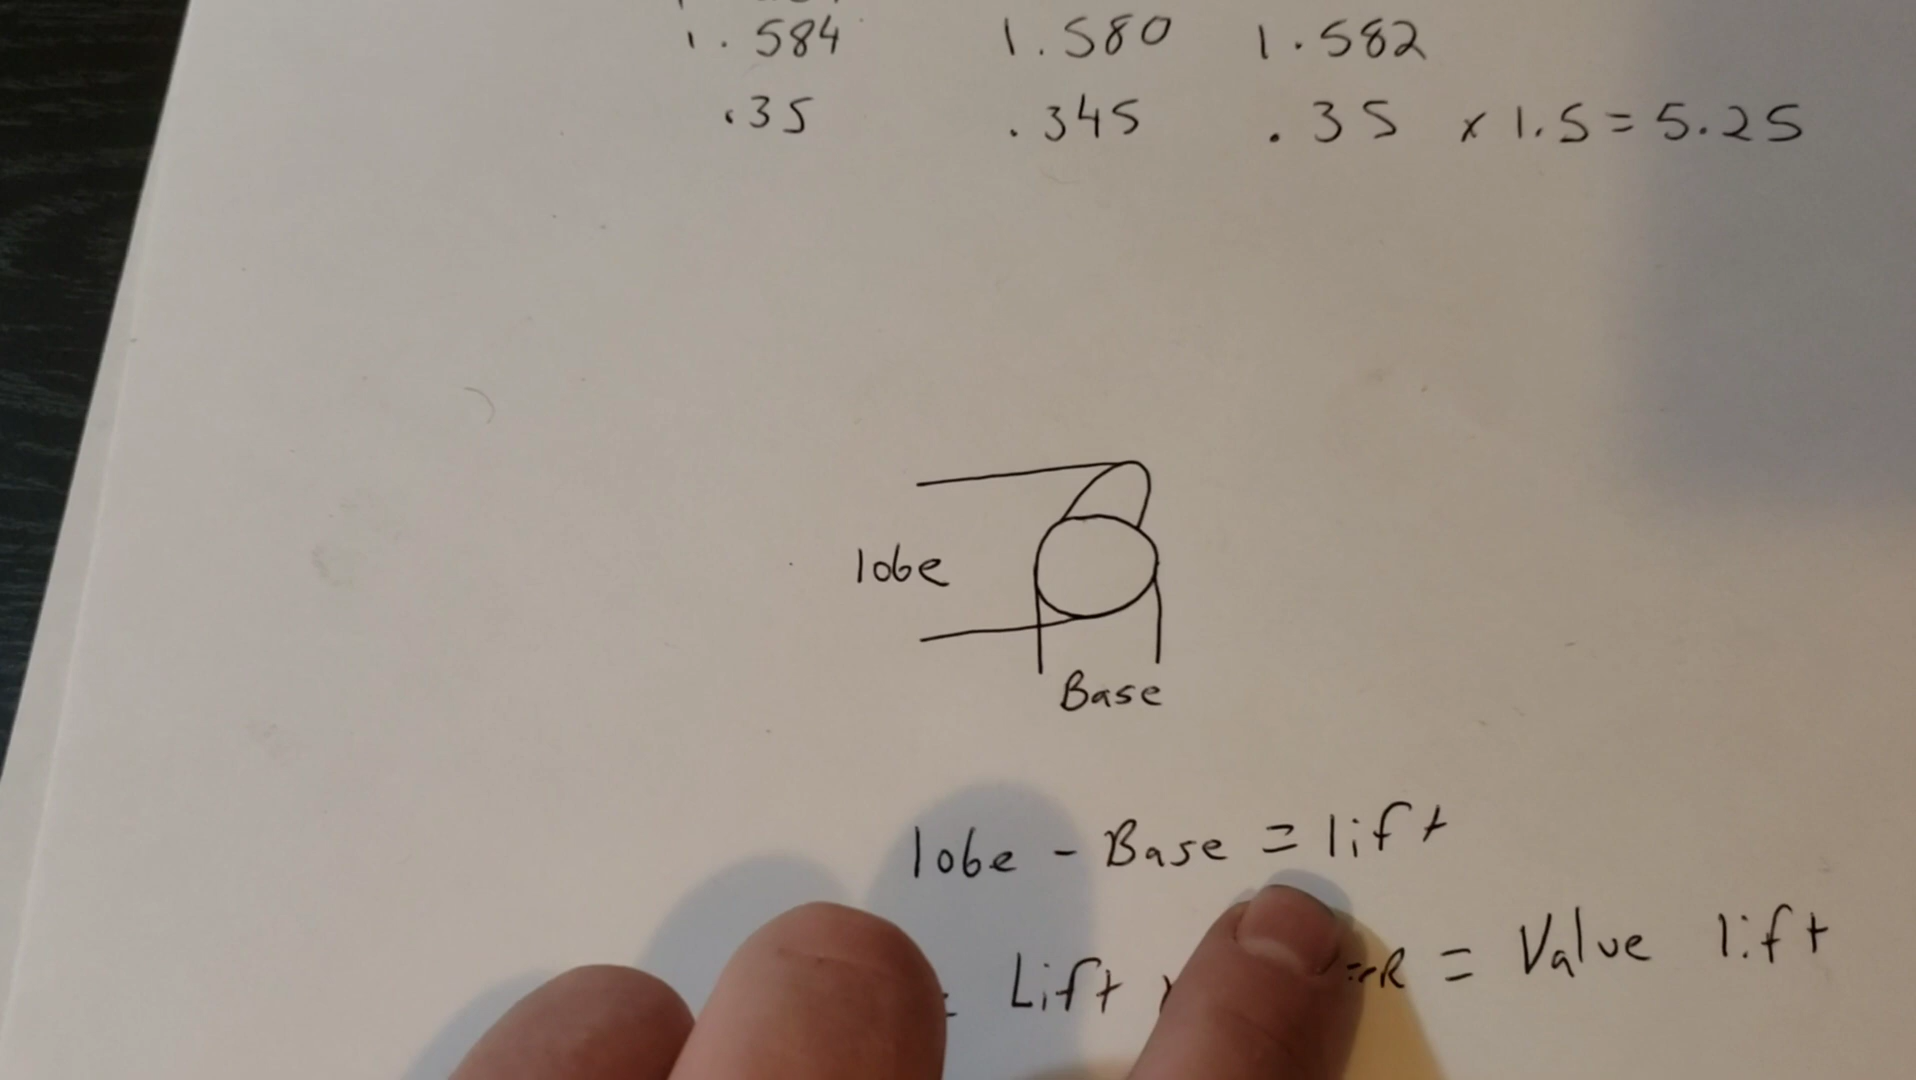 1.584 1.580 1.582
.35 .345 .35 x 1.5 = 5.25
lobe
Base
lobe - Base = lift
Lift = Valve lift